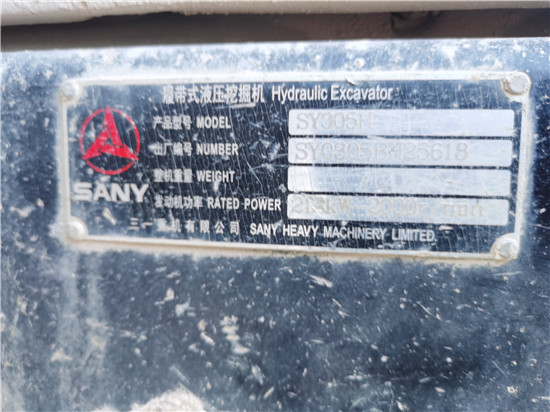 履带式液压挖掘机 Hydraulic Excavator
产品型号 MODEL SY305H
出厂编号 NUMBER
整机重量 WEIGHT
发动机功率 RATED POWER
SANY
三一重机有限公司 SANY HEAVY MACHINERY LIMITED